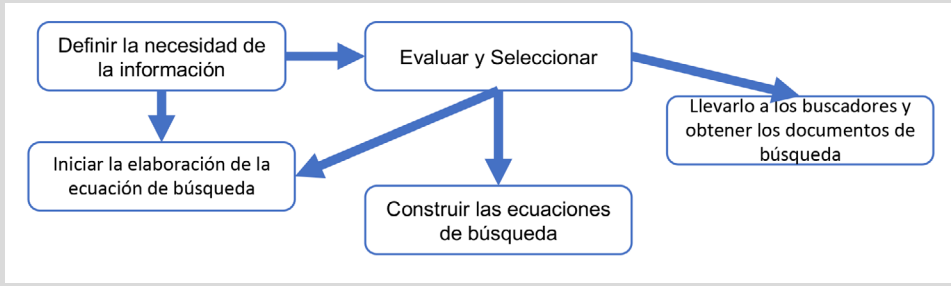 Definir la necesidad de
la información
Evaluar y Seleccionar
Llevarlo a los buscadores y
obtener los documentos de
búsqueda
Iniciar la elaboración de la
ecuación de búsqueda
Construir las ecuaciones
de búsqueda